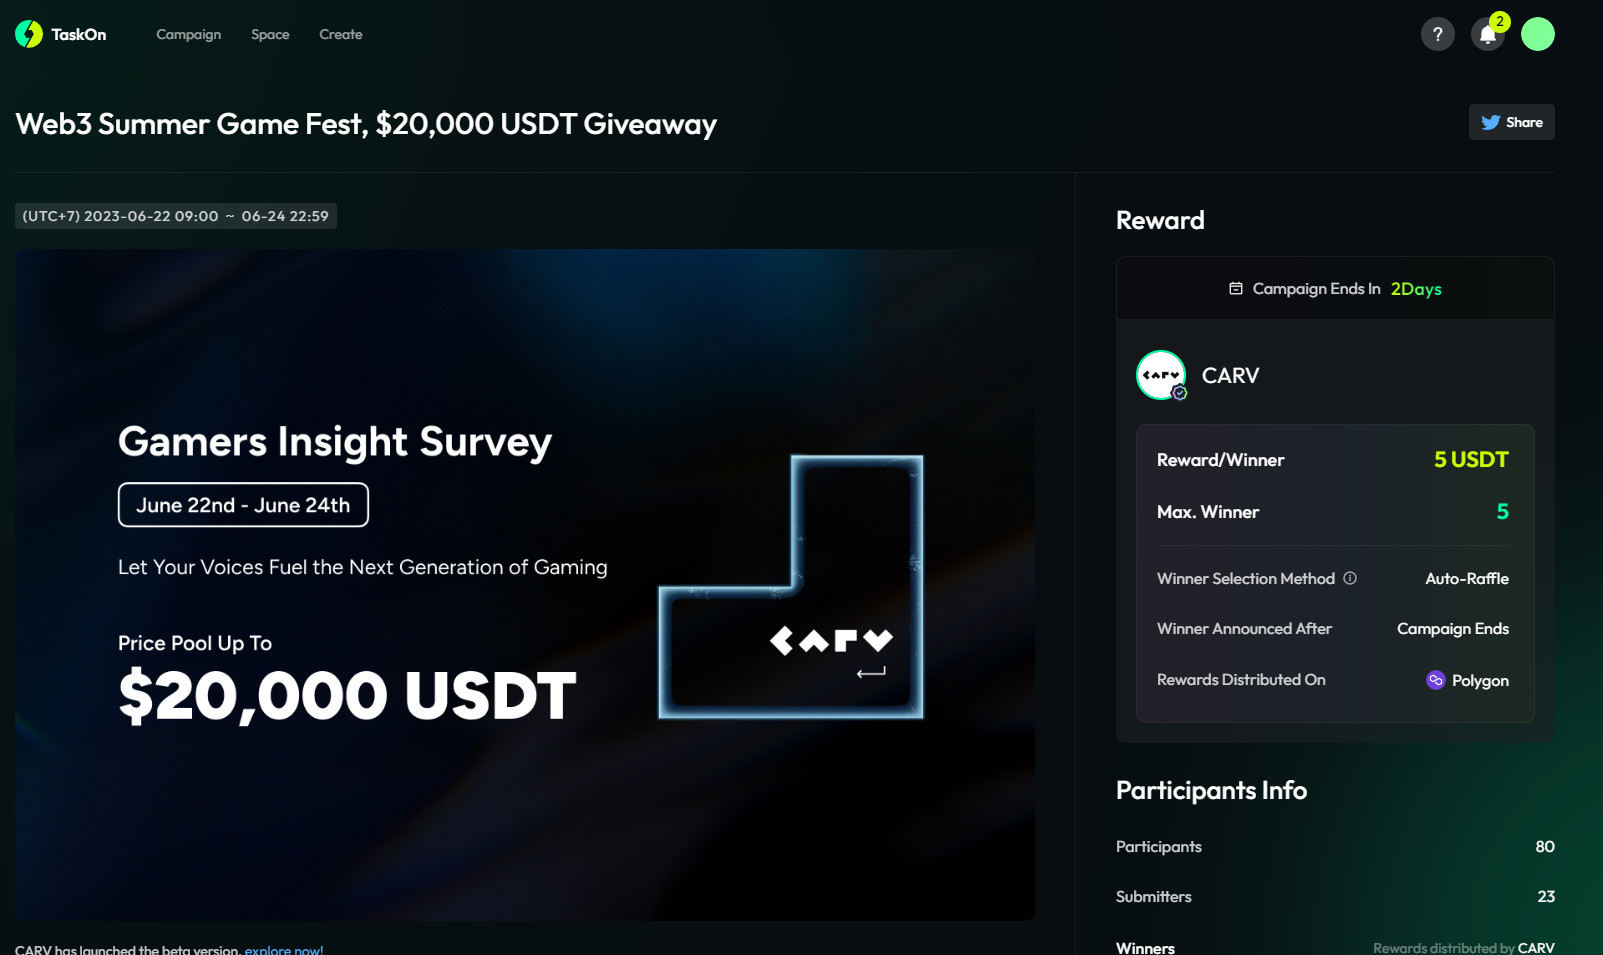 TaskOn
Campaign
Space
Create
?
2
Web3 Summer Game Fest, $20,000 USDT Giveaway
Share
(UTC+7) 2023-06-22 09:00 ~ 06-24 22:59
Gamers Insight Survey
June 22nd - June 24th
Let Your Voices Fuel the Next Generation of Gaming
Price Pool Up To
$20,000 USDT
CARV
CARV has launched the beta version, explore now!
Reward
Campaign Ends In 2Days
CARV
CARV
Reward/Winner 5 USDT
Max. Winner 5
Winner Selection Method Auto-Raffle
Winner Announced After Campaign Ends
Rewards Distributed On Polygon
Participants Info
Participants 80
Submitters 23
Winners Rewards distributed by CARV